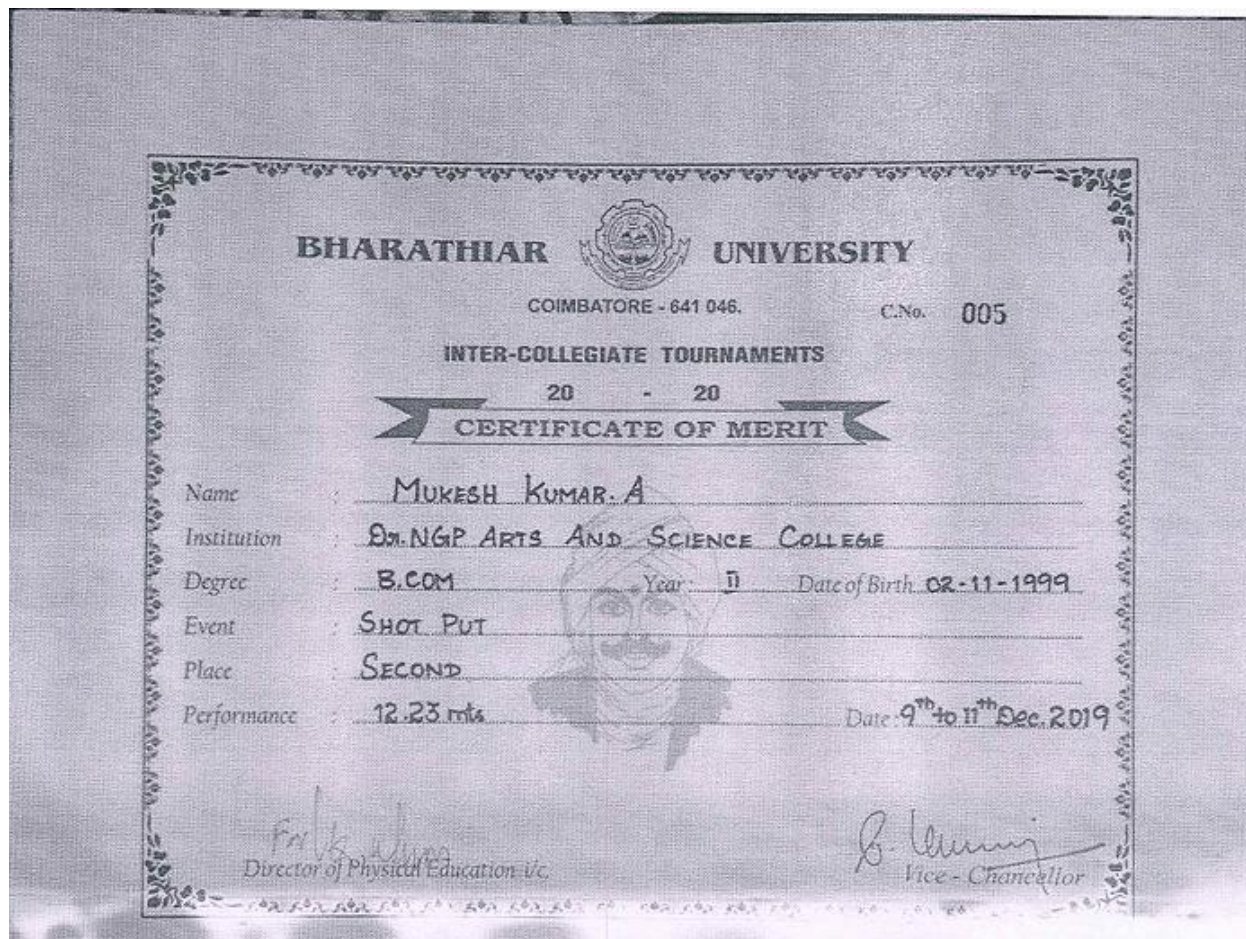 BHARATHIAR UNIVERSITY
COIMBATORE - 641 046.
C.No. 005
INTER-COLLEGIATE TOURNAMENTS
20 - 20
CERTIFICATE OF MERIT
Name : MUKESH KUMAR. A
Institution : Dr. NGP ARTS AND SCIENCE COLLEGE
Degree : B.COM Year : II Date of Birth 02-11-1999
Event : SHOT PUT
Place : SECOND
Performance : 12.23 mts Date : 9th to 11th Dec. 2019
Director of Physical Education i/c. Vice - Chancellor